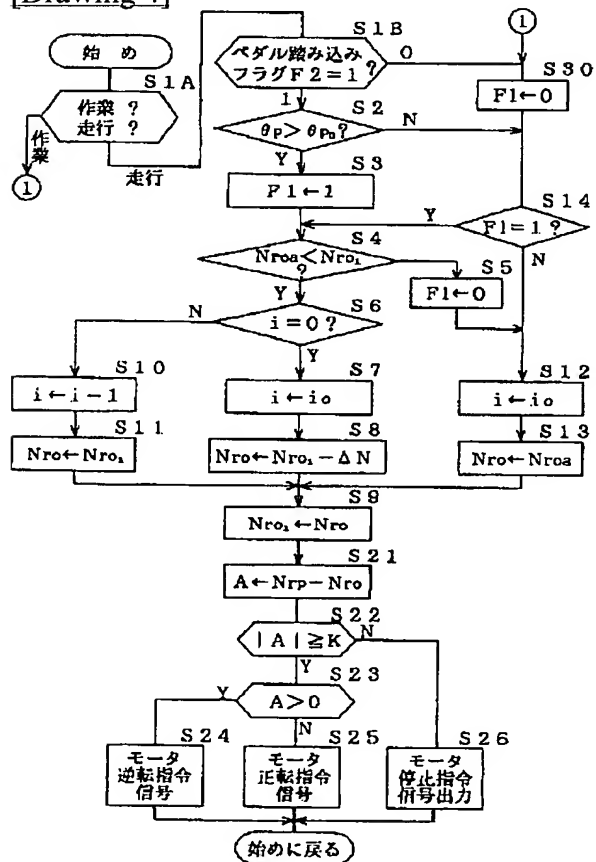 [Drawing 4]
始め
S1A
作業？
走行？
作業
走行
1
S1B
ペダル踏み込み
フラグF2=1？
0
1
1
S30
F1←0
S2
θp>θp₀？
N
Y
S3
F1←1
S14
F1=1？
Y
N
S4
Nroa<Nro₁
？
Y
S5
F1←0
S6
i=0？
N
Y
S10
i←i-1
S7
i←io
S12
i←io
S11
Nro←Nro₁
S8
Nro←Nro₁-ΔN
S13
Nro←Nroa
S9
Nro₁←Nro
S21
A←Nrp-Nro
S22
|A|≧K
N
Y
S23
A>0
Y
N
S24
モータ
逆転指令
信号
S25
モータ
正転指令
信号
S26
モータ
停止指令
信号出力
始めに戻る